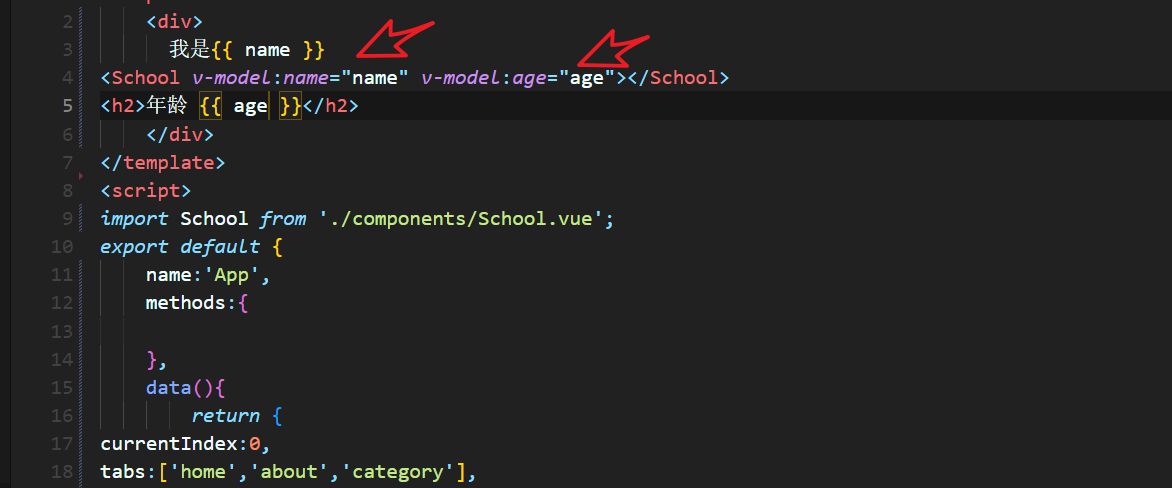 2 <div>
3 我是{{ name }}
4 <School v-model:name="name" v-model:age="age"></School>
5 <h2>年龄 {{ age }}</h2>
6 </div>
7 </template>
8 <script>
9 import School from './components/School.vue';
10 export default {
11 name:'App',
12 methods:{
13
14 },
15 data(){
16 return {
17 currentIndex:0,
18 tabs:['home','about','category'],